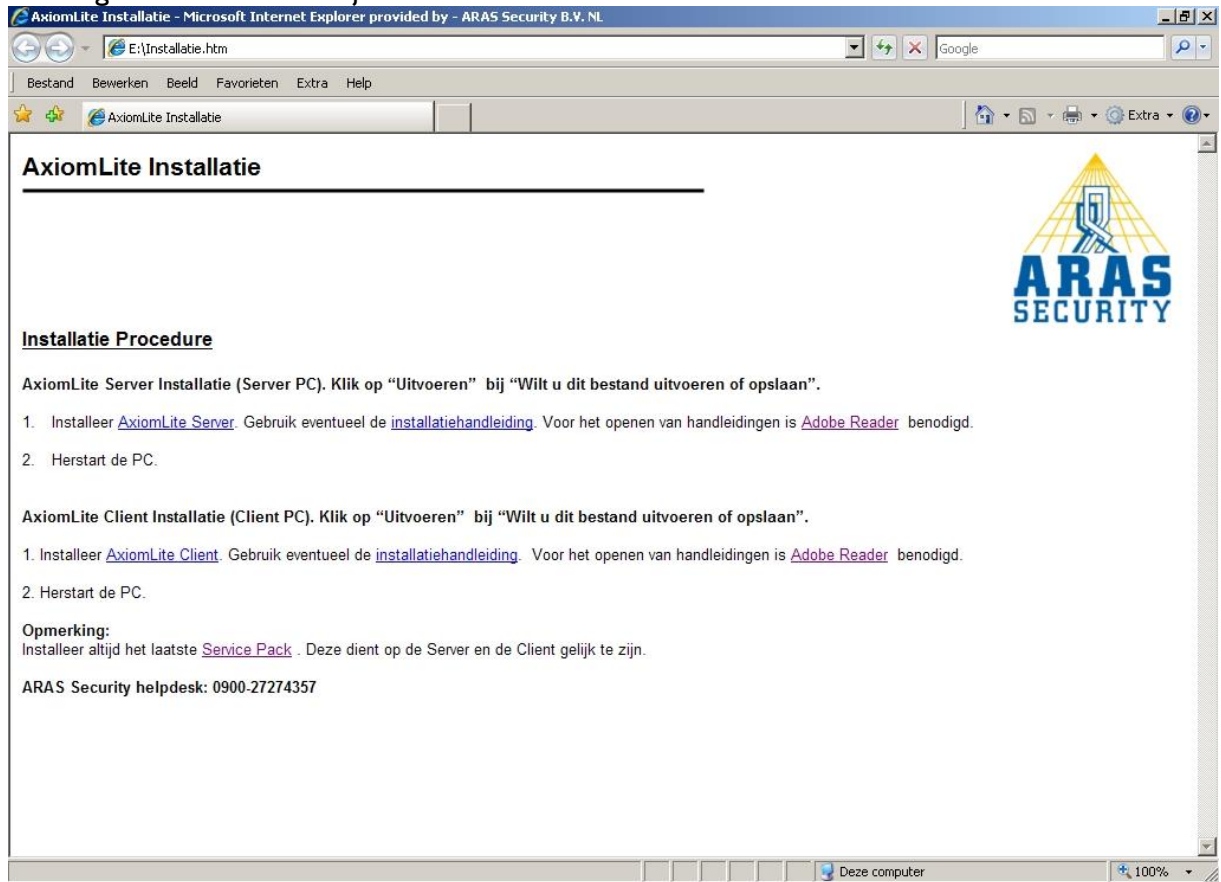 AxiomLite Installatie - Microsoft Internet Explorer provided by - ARAS Security B.V. NL
E:\Installatie.htm
Google
Bestand Bewerken Beeld Favorieten Extra Help
AxiomLite Installatie
Extra
AxiomLite Installatie
ARAS
SECURITY
Installatie Procedure
AxiomLite Server Installatie (Server PC). Klik op “Uitvoeren” bij “Wilt u dit bestand uitvoeren of opslaan”.
1. Installeer AxiomLite Server. Gebruik eventueel de installatiehandleiding. Voor het openen van handleidingen is Adobe Reader benodigd.
2. Herstart de PC.
AxiomLite Client Installatie (Client PC). Klik op “Uitvoeren” bij “Wilt u dit bestand uitvoeren of opslaan”.
1. Installeer AxiomLite Client. Gebruik eventueel de installatiehandleiding. Voor het openen van handleidingen is Adobe Reader benodigd.
2. Herstart de PC.
Opmerking:
Installeer altijd het laatste Service Pack . Deze dient op de Server en de Client gelijk te zijn.
ARAS Security helpdesk: 0900-27274357
Deze computer
100%